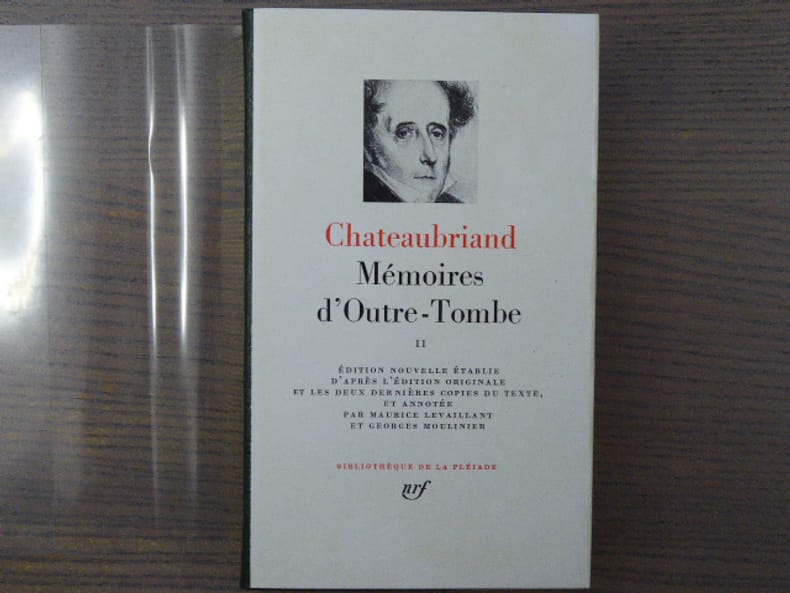 Chateaubriand
Mémoires
d'Outre-Tombe
II
ÉDITION NOUVELLE ÉTABLIE
D'APRÈS L'ÉDITION ORIGINALE
ET LES DEUX DERNIÈRES COPIES DU TEXTE,
ET ANNOTÉE
PAR MAURICE LEVAILLANT
ET GEORGES MOULINIER
BIBLIOTHÈQUE DE LA PLÉIADE
nrf